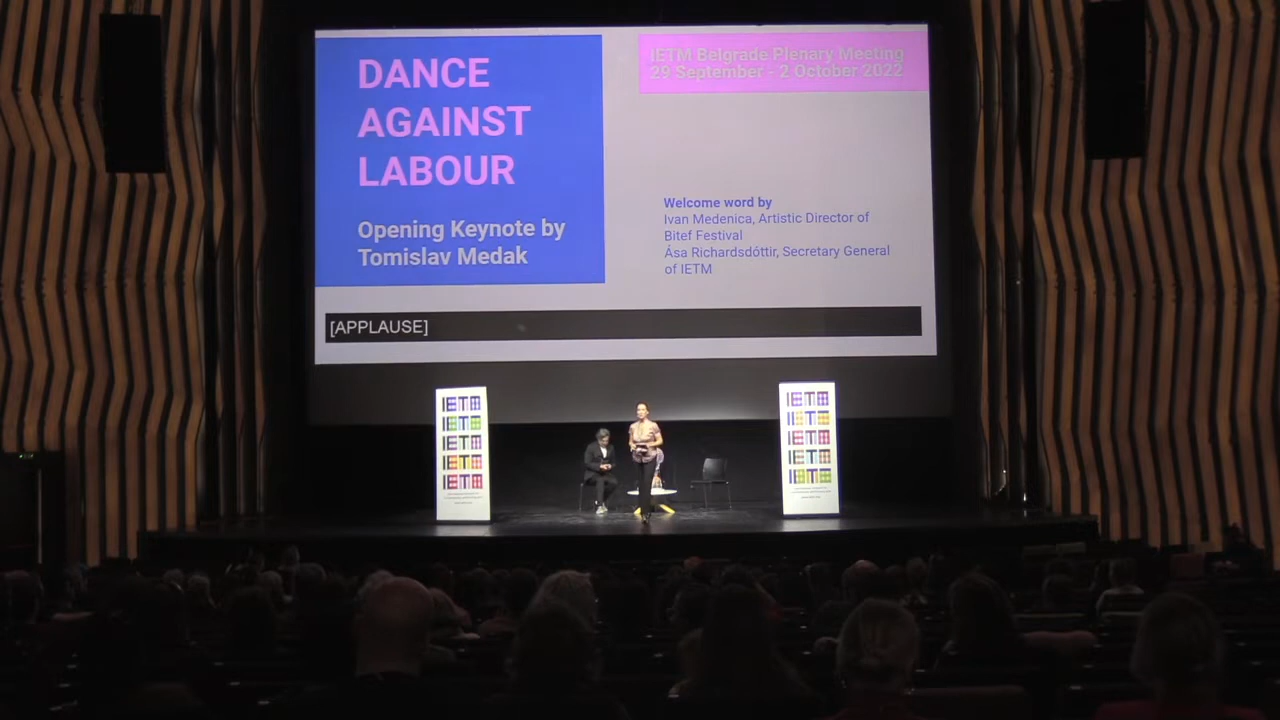 DANCE
AGAINST
LABOUR
Opening Keynote by
Tomislav Medak
IETM Belgrade Plenary Meeting
29 September - 2 October 2022
Welcome word by
Ivan Medenica, Artistic Director of
Bitef Festival
Ása Richardsdóttir, Secretary General
of IETM
[APPLAUSE]
IETM
IETM
IETM
IETM
IETM
IETM
IETM
IETM
IETM
IETM